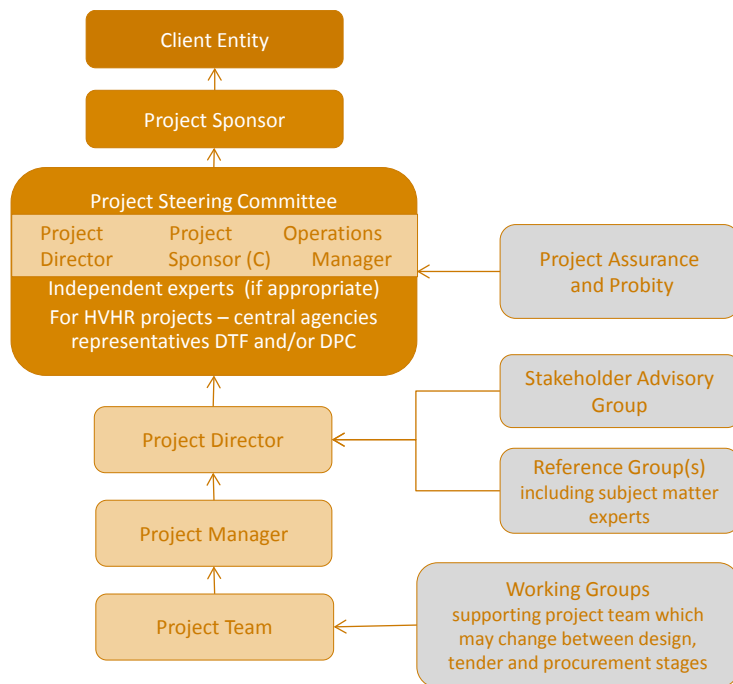 Client Entity
Project Sponsor
Project Steering Committee
Project Director
Project Sponsor (C)
Operations Manager
Independent experts (if appropriate)
For HVHR projects – central agencies
representatives DTF and/or DPC
Project Assurance
and Probity
Stakeholder Advisory
Group
Project Director
Reference Group(s)
including subject matter
experts
Project Manager
Project Team
Working Groups
supporting project team which
may change between design,
tender and procurement stages